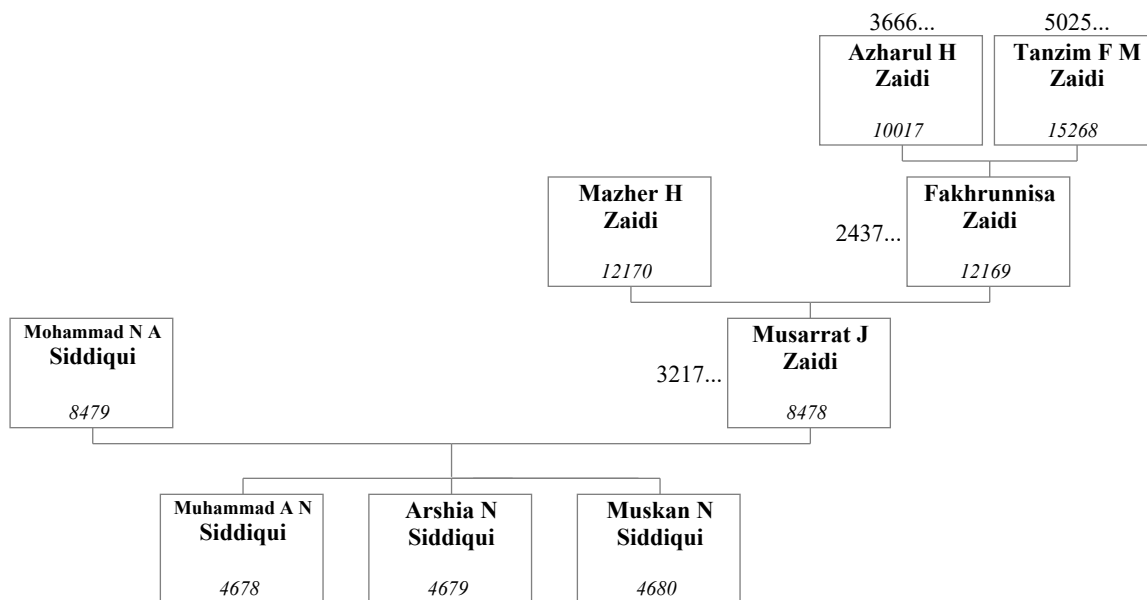 3666...
5025...
Azharul H
Zaidi
10017
Tanzim F M
Zaidi
15268
Mazher H
Zaidi
12170
2437...
Fakhrunnisa
Zaidi
12169
Mohammad N A
Siddiqui
8479
3217...
Musarrat J
Zaidi
8478
Muhammad A N
Siddiqui
4678
Arshia N
Siddiqui
4679
Muskan N
Siddiqui
4680